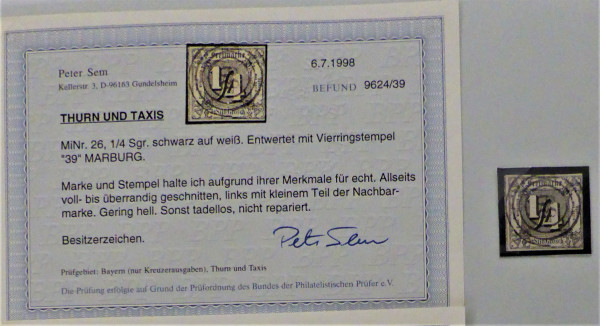 Peter Sem
Kellerstr. 3, D-96163 Gundelsheim
6.7.1998
BEFUND 9624/39
THURN UND TAXIS
MiNr. 26, 1/4 Sgr. schwarz auf weiß. Entwertet mit Vierringstempel
"39" MARBURG.
Marke und Stempel halte ich aufgrund ihrer Merkmale für echt. Allseits
voll- bis überrandig geschnitten, links mit kleinem Teil der Nachbar-
marke. Gering hell. Sonst tadellos, nicht repariert.
Besitzerzeichen.
Peter Sem
Prüfgebiet: Bayern (nur Kreuzerausgaben), Thurn und Taxis
Die Prüfung erfolgte auf Grund der Prüfordnung des Bundes der Philatelistischen Prüfer e.V.